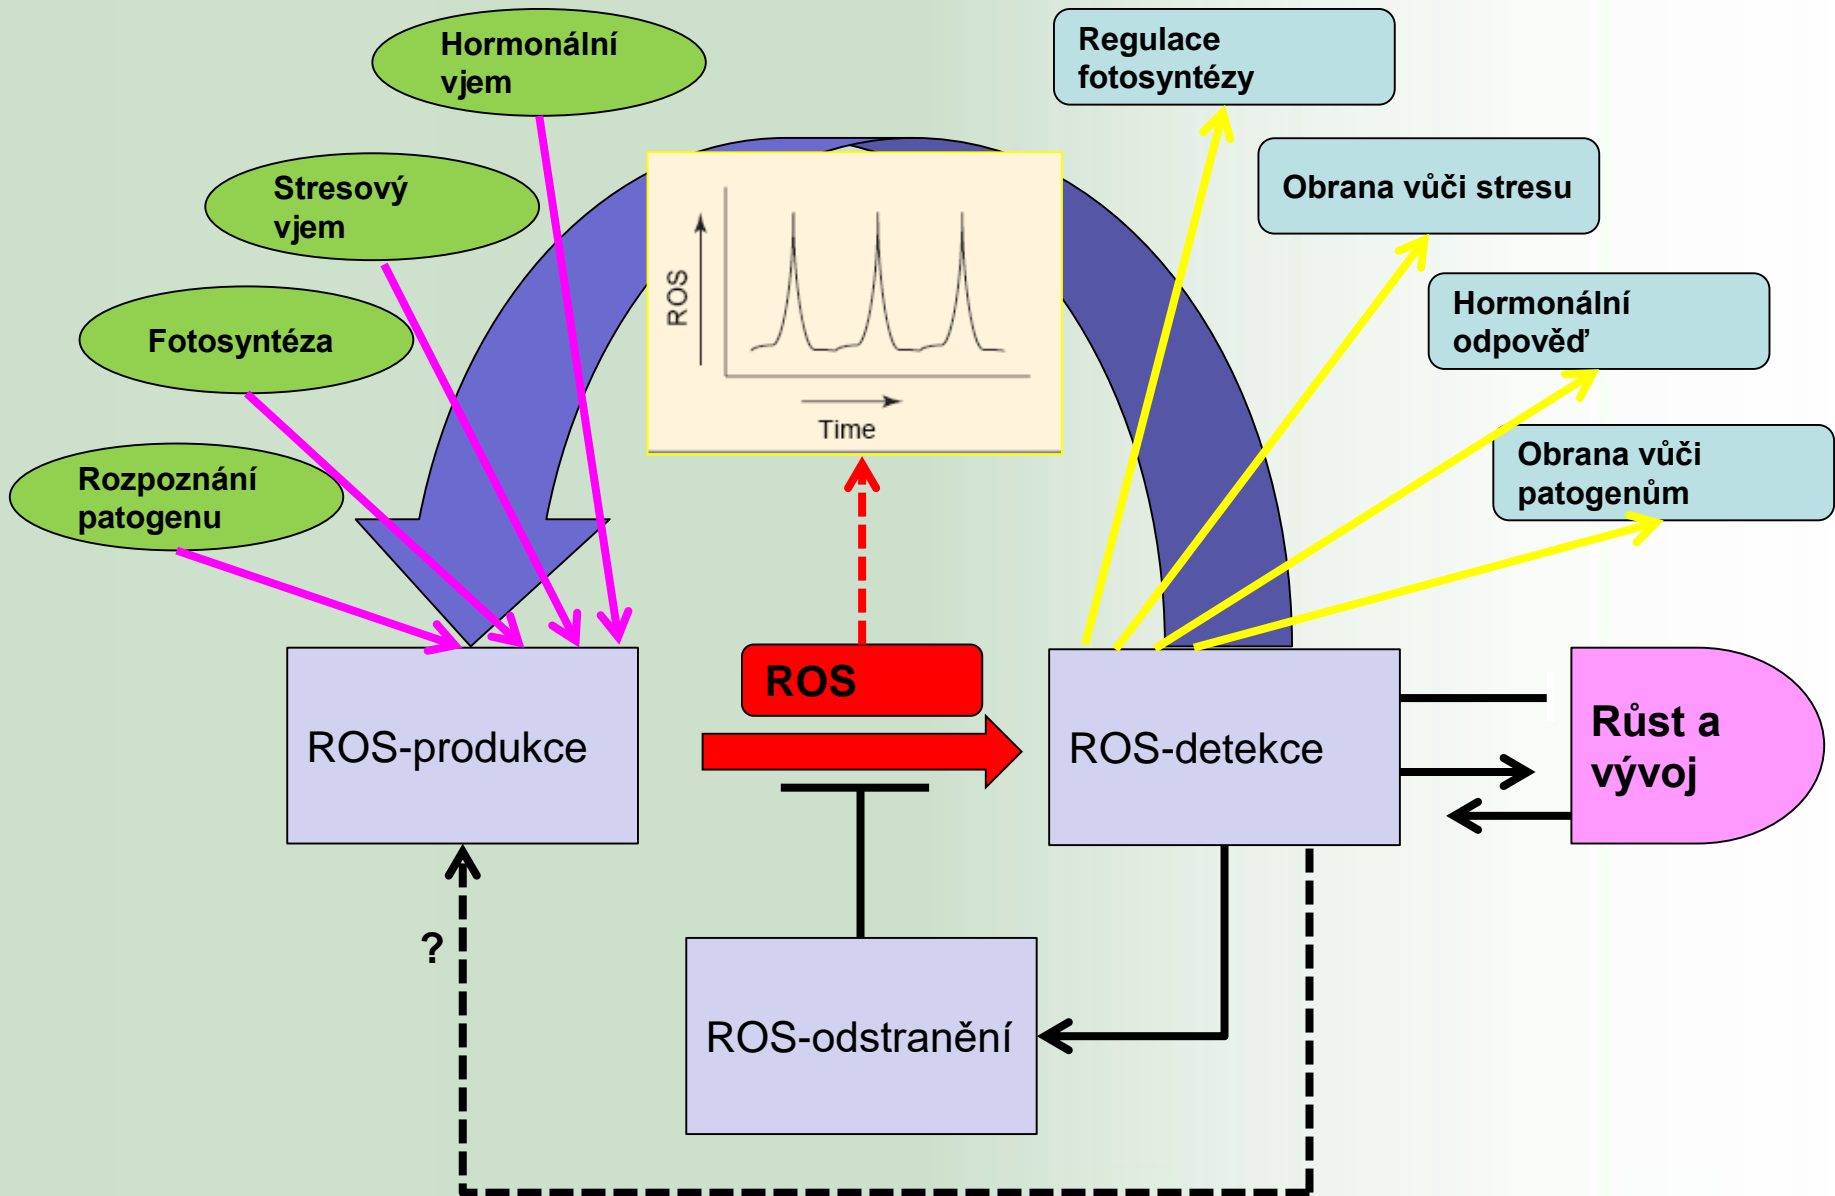 Hormonální
vjem
Stresový
vjem
Fotosyntéza
Rozpoznání
patogenu
Regulace
fotosyntézy
Obrana vůči stresu
Hormonální
odpověď
Obrana vůči
patogenům
ROS
Time
ROS
ROS-produkce
ROS-detekce
Růst a
vývoj
?
ROS-odstranění